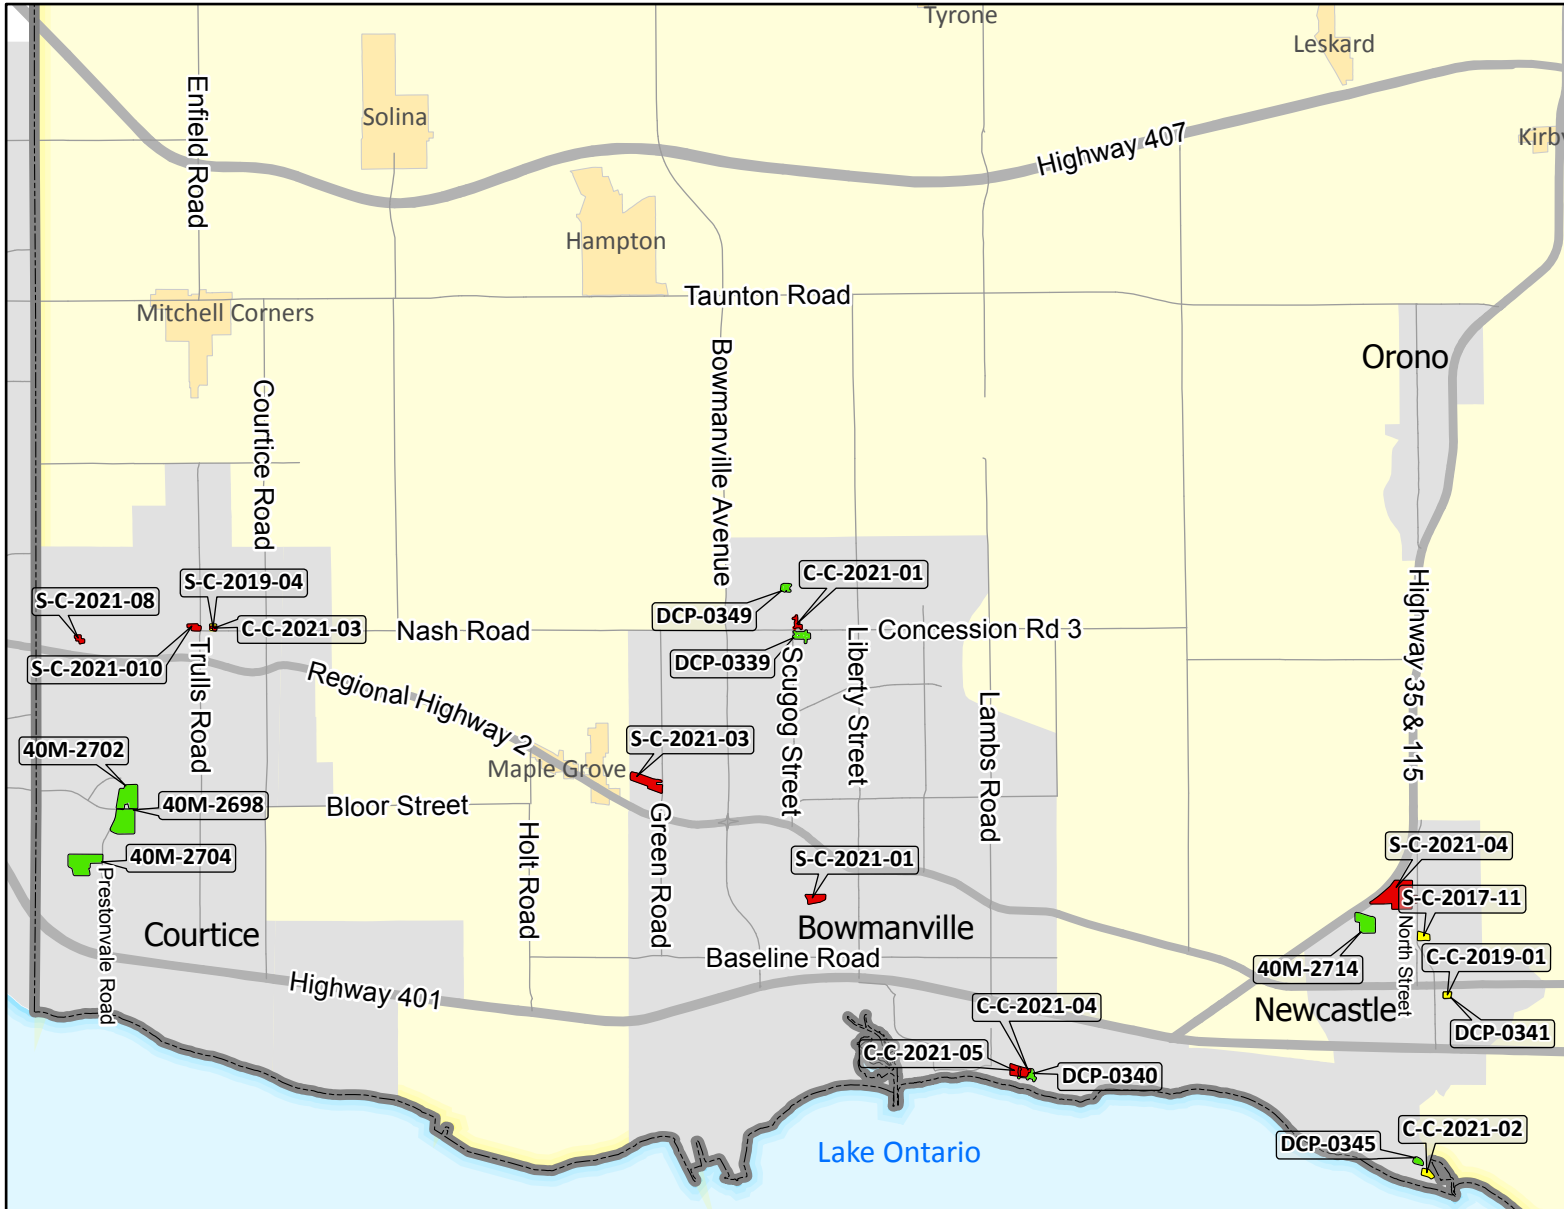 Tyrone
Leskard
Enfield Road
Solina
Highway 407
Kirby
Hampton
Taunton Road
Mitchell Corners
Orono
Bowmanville Avenue
Courtice Road
S-C-2019-04
C-C-2021-01
S-C-2021-08
DCP-0349
C-C-2021-03
Nash Road
Concession Rd 3
Highway 35 & 115
S-C-2021-010
DCP-0339
Trulls Road
Regional Highway 2
Scugog Street
Liberty Street
Lambs Road
40M-2702
S-C-2021-03
Maple Grove
40M-2698
Bloor Street
Green Road
Holt Road
S-C-2021-04
40M-2704
S-C-2021-01
Prestonvale Road
S-C-2017-11
Courtice
Bowmanville
North Street
Baseline Road
40M-2714
C-C-2019-01
Highway 401
C-C-2021-04
Newcastle
DCP-0341
C-C-2021-05
DCP-0340
C-C-2021-02
DCP-0345
Lake Ontario